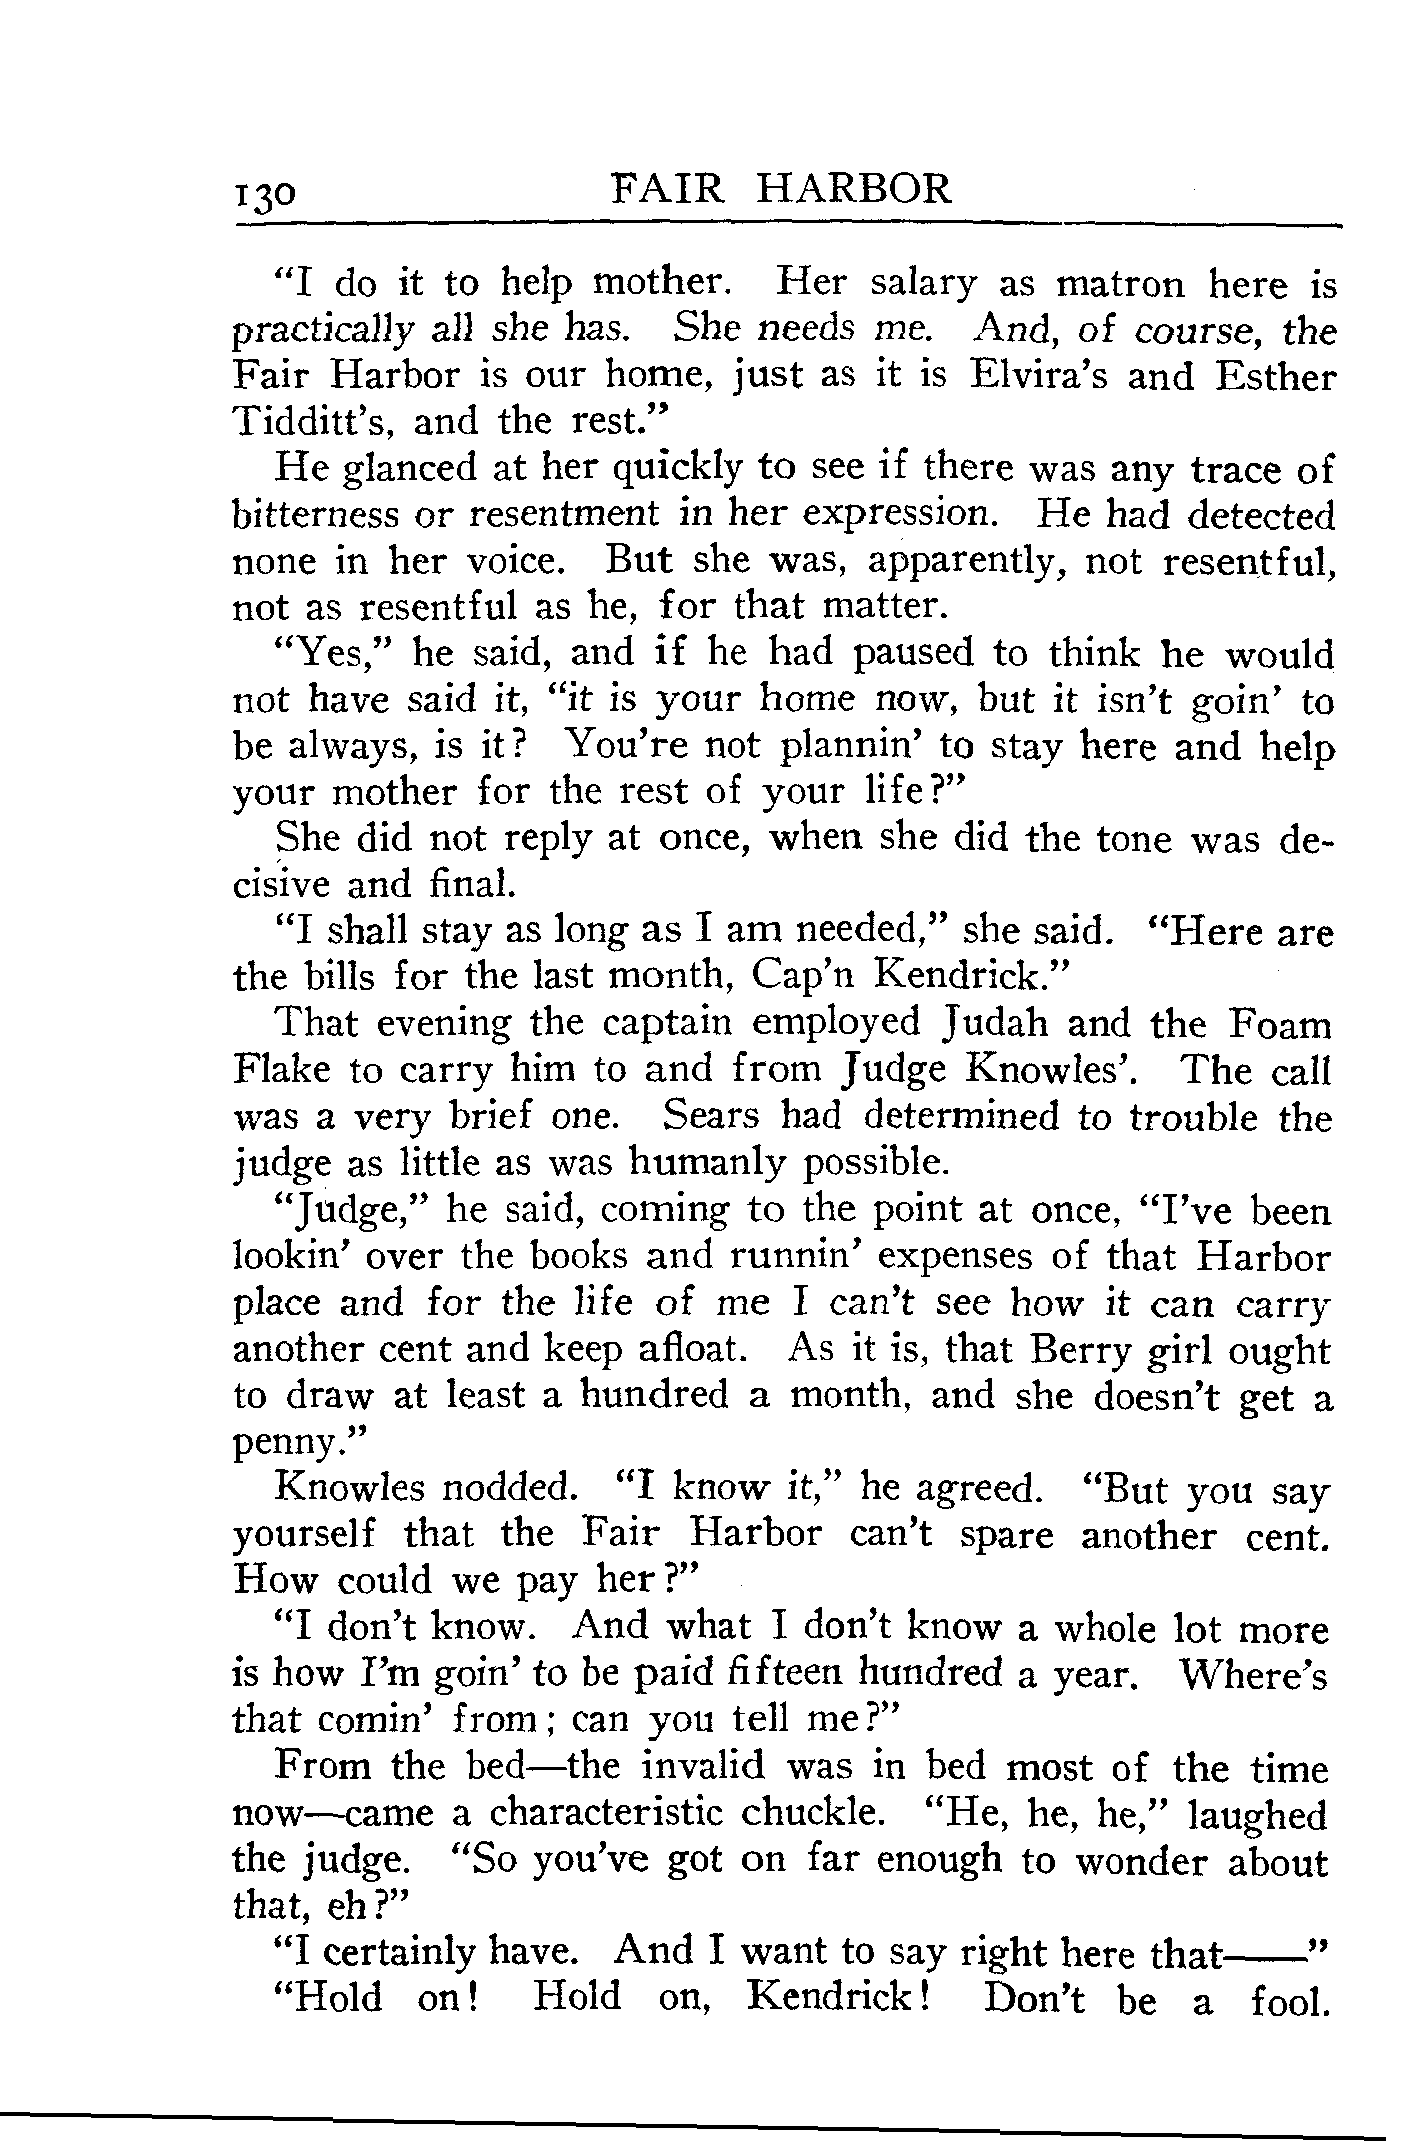 130 FAIR HARBOR
“I do it to help mother. Her salary as matron here is
practically all she has. She needs me. And, of course, the
Fair Harbor is our home, just as it is Elvira’s and Esther
Tidditt’s, and the rest.”
He glanced at her quickly to see if there was any trace of
bitterness or resentment in her expression. He had detected
none in her voice. But she was, apparently, not resentful,
not as resentful as he, for that matter.
“Yes,” he said, and if he had paused to think he would
not have said it, “it is your home now, but it isn’t goin’ to
be always, is it? You’re not plannin’ to stay here and help
your mother for the rest of your life?”
She did not reply at once, when she did the tone was de-
cisive and final.
“I shall stay as long as I am needed,” she said. “Here are
the bills for the last month, Cap’n Kendrick.”
That evening the captain employed Judah and the Foam
Flake to carry him to and from Judge Knowles’. The call
was a very brief one. Sears had determined to trouble the
judge as little as was humanly possible.
“Judge,” he said, coming to the point at once, “I’ve been
lookin’ over the books and runnin’ expenses of that Harbor
place and for the life of me I can’t see how it can carry
another cent and keep afloat. As it is, that Berry girl ought
to draw at least a hundred a month, and she doesn’t get a
penny.”
Knowles nodded. “I know it,” he agreed. “But you say
yourself that the Fair Harbor can’t spare another cent.
How could we pay her?”
“I don’t know. And what I don’t know a whole lot more
is how I’m goin’ to be paid fifteen hundred a year. Where’s
that comin’ from; can you tell me?”
From the bed—the invalid was in bed most of the time
now—came a characteristic chuckle. “He, he, he,” laughed
the judge. “So you’ve got on far enough to wonder about
that, eh?”
“I certainly have. And I want to say right here that——”
“Hold on! Hold on, Kendrick! Don’t be a fool.